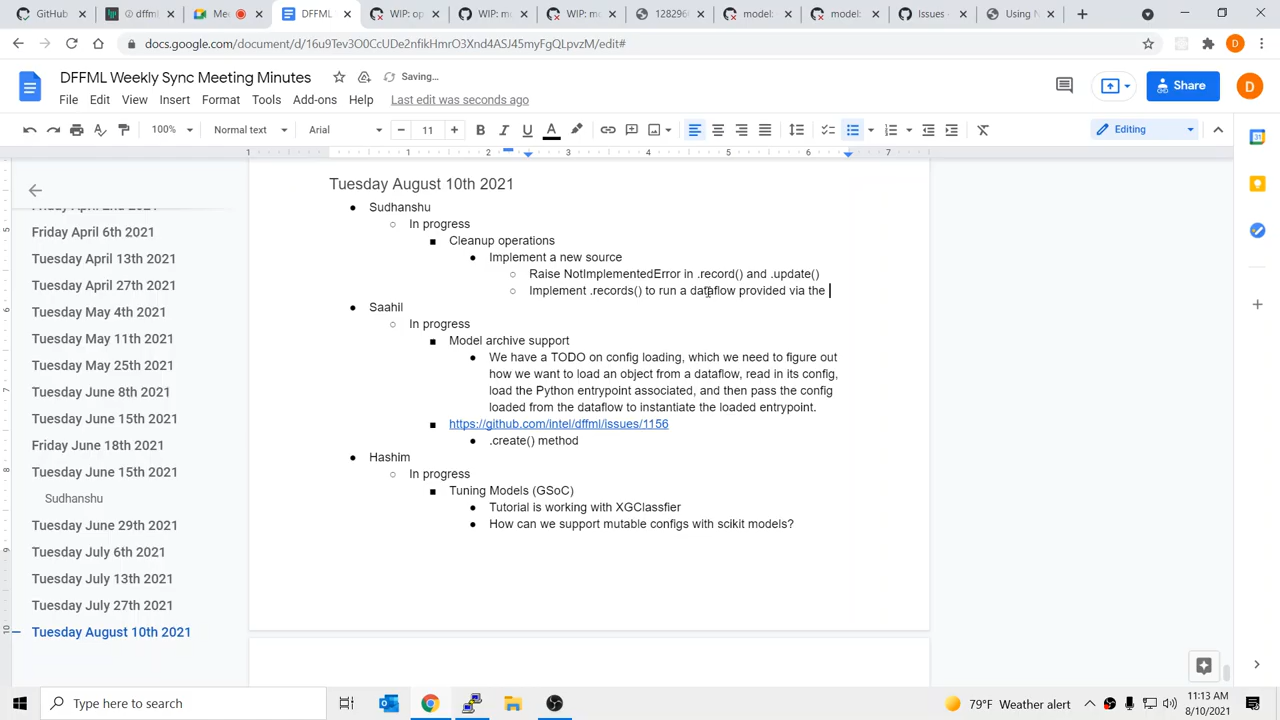 Me
DFFML
WIP: op
GitHub: m
WIP: mo
128296
model:
model:
Issues
Using N
docs.google.com/document/d/16u9Tev3O0CcUDe2nfikHmrO3Xnd4ASJ45myFgQLpvzM/edit#
D
DFFML Weekly Sync Meeting Minutes
Saving…
File Edit View Insert Format Tools Add-ons Help Last edit was seconds ago
Share
D
100% Normal text Arial 11 B I U A Editing
1 1 2 3 4 5 6 7
Friday April 2nd 2021
Friday April 6th 2021
Tuesday April 13th 2021
Tuesday April 27th 2021
Tuesday May 4th 2021
Tuesday May 11th 2021
Tuesday May 25th 2021
Tuesday June 8th 2021
Tuesday June 15th 2021
Friday June 18th 2021
Tuesday June 15th 2021
Sudhanshu
Tuesday June 29th 2021
Tuesday July 6th 2021
Tuesday July 13th 2021
Tuesday July 27th 2021
Tuesday August 10th 2021
Tuesday August 10th 2021
Sudhanshu
In progress
Cleanup operations
Implement a new source
Raise NotImplementedError in .record() and .update()
Implement .records() to run a dataflow provided via the
Saahil
In progress
Model archive support
We have a TODO on config loading, which we need to figure out
how we want to load an object from a dataflow, read in its config,
load the Python entrypoint associated, and then pass the config
loaded from the dataflow to instantiate the loaded entrypoint.
https://github.com/intel/dffml/issues/1156
.create() method
Hashim
In progress
Tuning Models (GSoC)
Tutorial is working with XGClassfier
How can we support mutable configs with scikit models?
Type here to search
79°F Weather alert
11:13 AM
8/10/2021